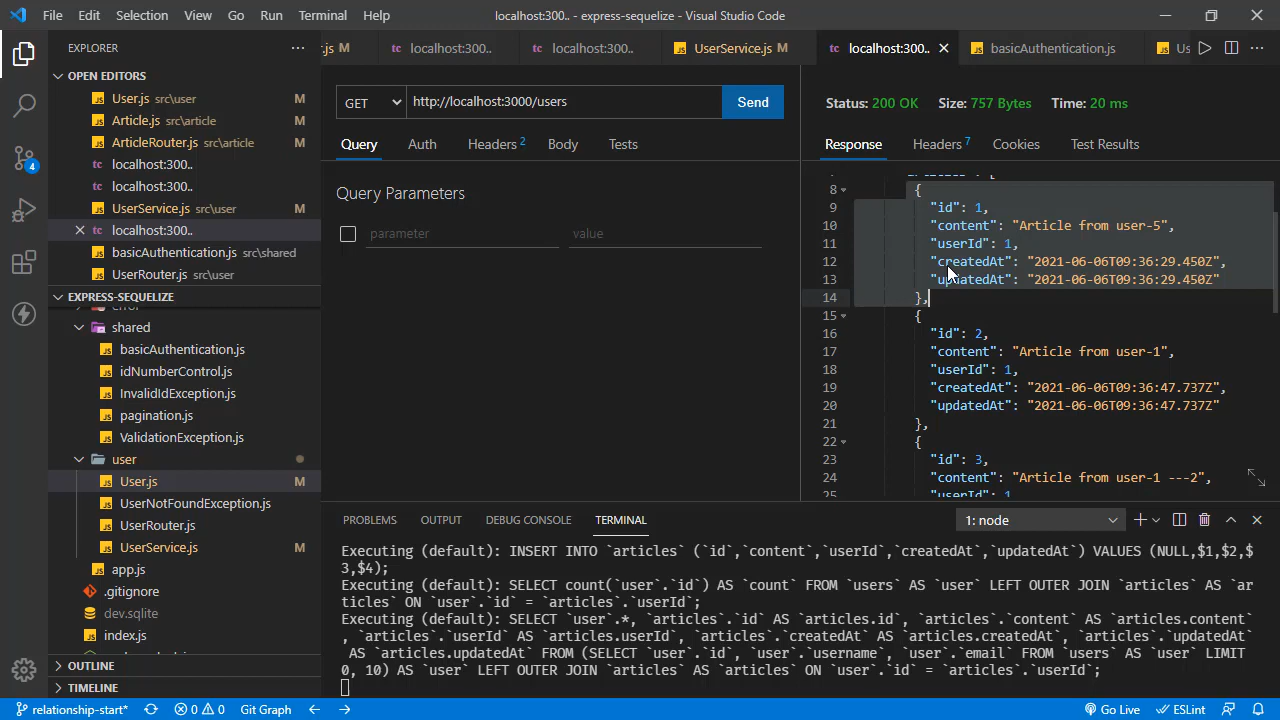 File Edit Selection View Go Run Terminal Help
localhost:300.. - express-sequelize - Visual Studio Code
EXPLORER
OPEN EDITORS
User.js src\user M
Article.js src\article M
ArticleRouter.js src\article M
localhost:300..
localhost:300..
UserService.js src\user M
localhost:300..
basicAuthentication.js src\shared
UserRouter.js src\user
EXPRESS-SEQUELIZE
error
shared
basicAuthentication.js
idNumberControl.js
InvalidIdException.js
pagination.js
ValidationException.js
user
User.js M
UserNotFoundException.js
UserRouter.js
UserService.js M
app.js
.gitignore
dev.sqlite
index.js
OUTLINE
TIMELINE
.js M
localhost:300..
localhost:300..
UserService.js M
localhost:300..
basicAuthentication.js
Us
GET http://localhost:3000/users Send
Query Auth Headers 2 Body Tests
Query Parameters
parameter value
Status: 200 OK Size: 757 Bytes Time: 20 ms
Response Headers 7 Cookies Test Results
8 {
9 "id": 1,
10 "content": "Article from user-5",
11 "userId": 1,
12 "createdAt": "2021-06-06T09:36:29.450Z",
13 "updatedAt": "2021-06-06T09:36:29.450Z"
14 },
15 {
16 "id": 2,
17 "content": "Article from user-1",
18 "userId": 1,
19 "createdAt": "2021-06-06T09:36:47.737Z",
20 "updatedAt": "2021-06-06T09:36:47.737Z"
21 },
22 {
23 "id": 3,
24 "content": "Article from user-1 ---2",
25 "userId": 1
PROBLEMS OUTPUT DEBUG CONSOLE TERMINAL
1: node
Executing (default): INSERT INTO `articles` (`id`,`content`,`userId`,`createdAt`,`updatedAt`) VALUES (NULL,$1,$2,$
3,$4);
Executing (default): SELECT count(`user`.`id`) AS `count` FROM `users` AS `user` LEFT OUTER JOIN `articles` AS `ar
ticles` ON `user`.`id` = `articles`.`userId`;
Executing (default): SELECT `user`.*, `articles`.`id` AS `articles.id`, `articles`.`content` AS `articles.content`
, `articles`.`userId` AS `articles.userId`, `articles`.`createdAt` AS `articles.createdAt`, `articles`.`updatedAt`
AS `articles.updatedAt` FROM (SELECT `user`.`id`, `user`.`username`, `user`.`email` FROM `users` AS `user` LIMIT
0, 10) AS `user` LEFT OUTER JOIN `articles` AS `articles` ON `user`.`id` = `articles`.`userId`;
4
relationship-start* 0 0 Git Graph Go Live ESLint